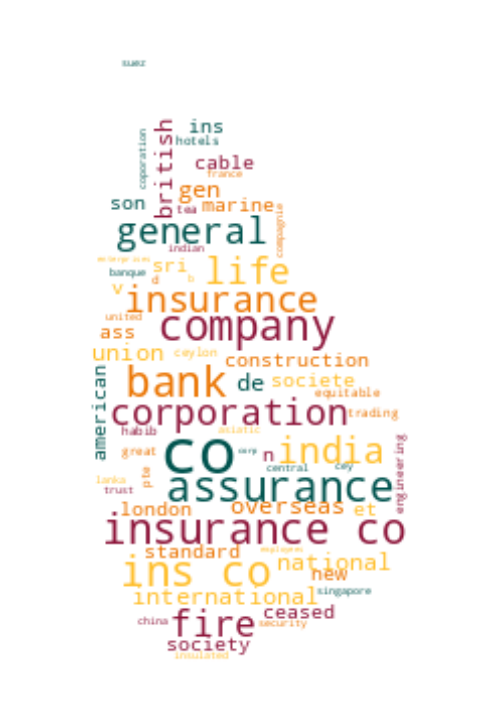 suez
ins
british
coporation
hotels
cable
france
gen
son
tea
marine
compagnie
general
indian
enterprises
sri
life
banque
d
b
v
insurance
united
company
ass
union
ceylon
construction
american
bank
de
societe
equitable
corporation
trading
habib
asiatic
co
great
corp
n
india
engineering
central
cey
pte
lanka
assurance
trust
london
overseas
et
insurance co
standard
employees
ins co
national
new
singapore
international
ceased
china
fire
security
society
insulated